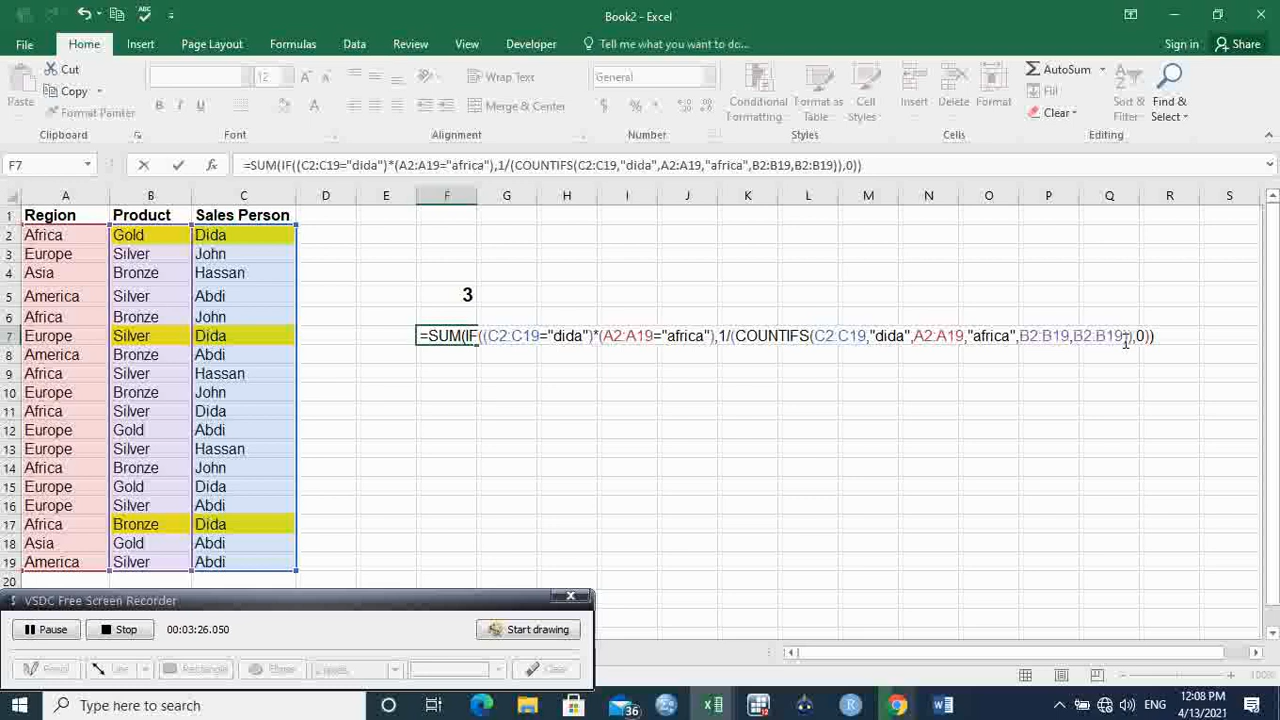 Book2 - Excel
File Home Insert Page Layout Formulas Data Review View Developer Tell me what you want to do... Sign in Share
Paste Cut Copy Format Painter
12 Wrap Text Merge & Center General
Conditional Formatting Format as Table Cell Styles Insert Delete Format
AutoSum Fill Clear Sort & Filter Find & Select
Clipboard Font Alignment Number Styles Cells Editing
F7 =SUM(IF((C2:C19="dida")*(A2:A19="africa"),1/(COUNTIFS(C2:C19,"dida",A2:A19,"africa",B2:B19,B2:B19)),0))
A B C D E F G H I J K L M N O P Q R S
1 Region Product Sales Person
2 Africa Gold Dida
3 Europe Silver John
4 Asia Bronze Hassan
5 America Silver Abdi 3
6 Africa Bronze John
7 Europe Silver Dida =SUM(IF((C2:C19="dida")*(A2:A19="africa"),1/(COUNTIFS(C2:C19,"dida",A2:A19,"africa",B2:B19,B2:B19)),0))
8 America Bronze Abdi
9 Africa Silver Hassan
10 Europe Bronze John
11 Africa Silver Dida
12 Europe Gold Abdi
13 Europe Silver Hassan
14 Africa Bronze John
15 Europe Gold Dida
16 Europe Silver Abdi
17 Africa Bronze Dida
18 Asia Gold Abdi
19 America Silver Abdi
20
VSDC Free Screen Recorder
Pause Stop 00:03:26.050 Start drawing
Pencil Line Rectangle Clear
100%
Type here to search 36 ENG 12:08 PM
4/13/2021